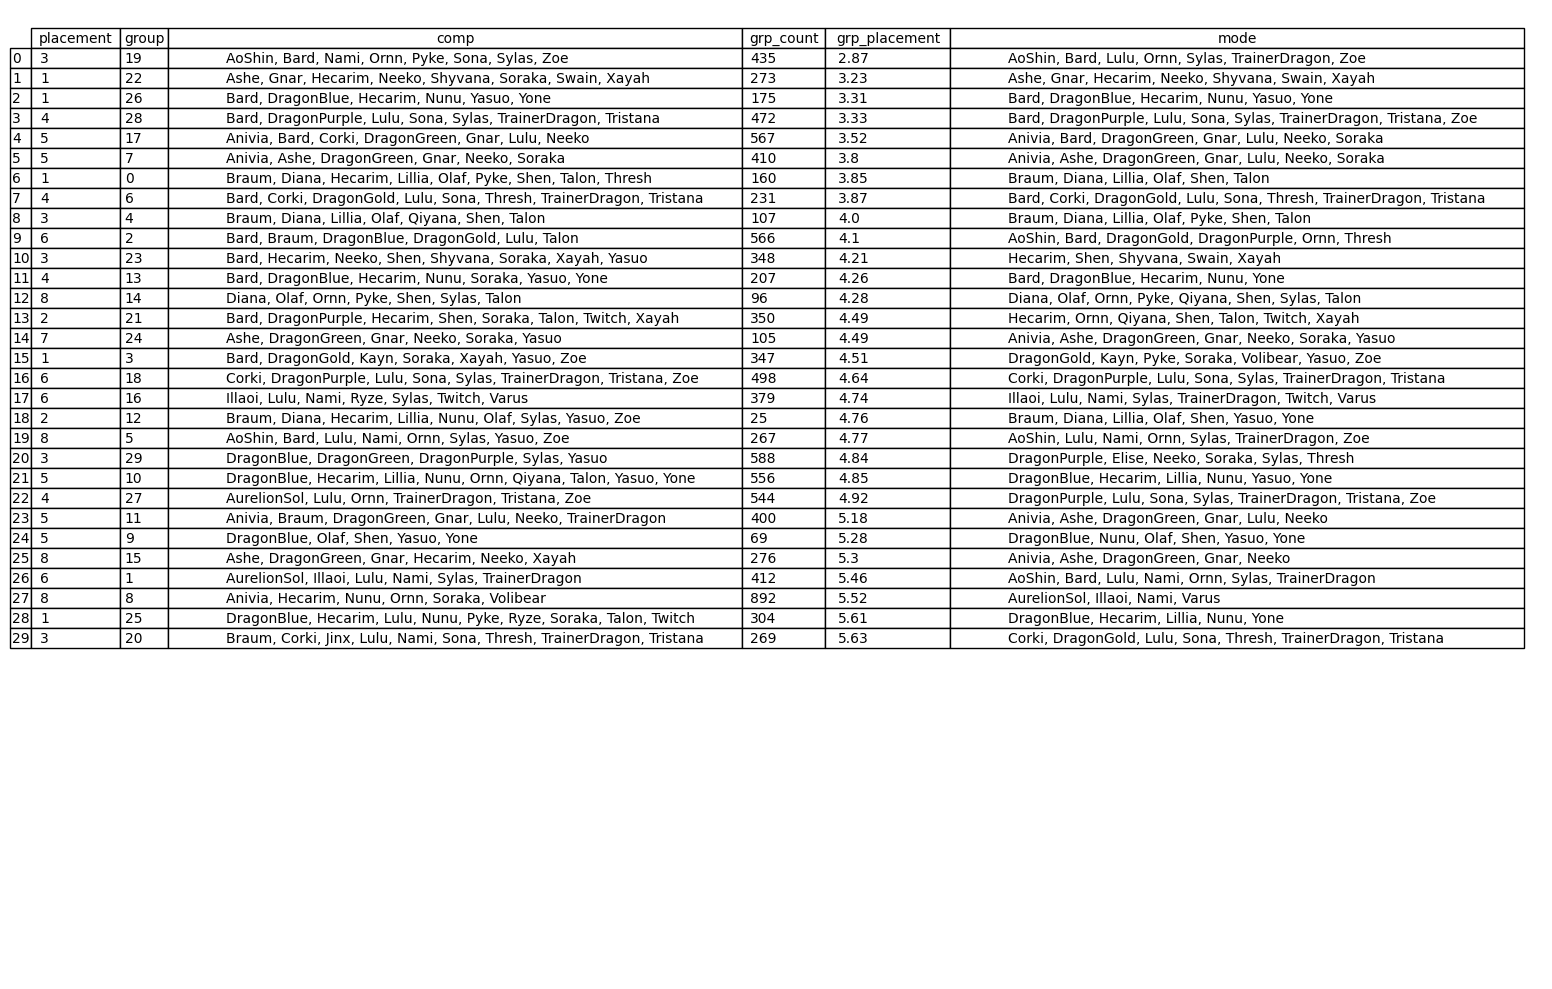 placement group comp grp_count grp_placement mode
0 3 19 AoShin, Bard, Nami, Ornn, Pyke, Sona, Sylas, Zoe 435 2.87 AoShin, Bard, Lulu, Ornn, Sylas, TrainerDragon, Zoe
1 1 22 Ashe, Gnar, Hecarim, Neeko, Shyvana, Soraka, Swain, Xayah 273 3.23 Ashe, Gnar, Hecarim, Neeko, Shyvana, Swain, Xayah
2 1 26 Bard, DragonBlue, Hecarim, Nunu, Yasuo, Yone 175 3.31 Bard, DragonBlue, Hecarim, Nunu, Yasuo, Yone
3 4 28 Bard, DragonPurple, Lulu, Sona, Sylas, TrainerDragon, Tristana 472 3.33 Bard, DragonPurple, Lulu, Sona, Sylas, TrainerDragon, Tristana, Zoe
4 5 17 Anivia, Bard, Corki, DragonGreen, Gnar, Lulu, Neeko 567 3.52 Anivia, Bard, DragonGreen, Gnar, Lulu, Neeko, Soraka
5 5 7 Anivia, Ashe, DragonGreen, Gnar, Neeko, Soraka 410 3.8 Anivia, Ashe, DragonGreen, Gnar, Lulu, Neeko, Soraka
6 1 0 Braum, Diana, Hecarim, Lillia, Olaf, Pyke, Shen, Talon, Thresh 160 3.85 Braum, Diana, Lillia, Olaf, Shen, Talon
7 4 6 Bard, Corki, DragonGold, Lulu, Sona, Thresh, TrainerDragon, Tristana 231 3.87 Bard, Corki, DragonGold, Lulu, Sona, Thresh, TrainerDragon, Tristana
8 3 4 Braum, Diana, Lillia, Olaf, Qiyana, Shen, Talon 107 4.0 Braum, Diana, Lillia, Olaf, Pyke, Shen, Talon
9 6 2 Bard, Braum, DragonBlue, DragonGold, Lulu, Talon 566 4.1 AoShin, Bard, DragonGold, DragonPurple, Ornn, Thresh
10 3 23 Bard, Hecarim, Neeko, Shen, Shyvana, Soraka, Xayah, Yasuo 348 4.21 Hecarim, Shen, Shyvana, Swain, Xayah
11 4 13 Bard, DragonBlue, Hecarim, Nunu, Soraka, Yasuo, Yone 207 4.26 Bard, DragonBlue, Hecarim, Nunu, Yone
12 8 14 Diana, Olaf, Ornn, Pyke, Shen, Sylas, Talon 96 4.28 Diana, Olaf, Ornn, Pyke, Qiyana, Shen, Sylas, Talon
13 2 21 Bard, DragonPurple, Hecarim, Shen, Soraka, Talon, Twitch, Xayah 350 4.49 Hecarim, Ornn, Qiyana, Shen, Talon, Twitch, Xayah
14 7 24 Ashe, DragonGreen, Gnar, Neeko, Soraka, Yasuo 105 4.49 Anivia, Ashe, DragonGreen, Gnar, Neeko, Soraka, Yasuo
15 1 3 Bard, DragonGold, Kayn, Soraka, Xayah, Yasuo, Zoe 347 4.51 DragonGold, Kayn, Pyke, Soraka, Volibear, Yasuo, Zoe
16 6 18 Corki, DragonPurple, Lulu, Sona, Sylas, TrainerDragon, Tristana, Zoe 498 4.64 Corki, DragonPurple, Lulu, Sona, Sylas, TrainerDragon, Tristana
17 6 16 Illaoi, Lulu, Nami, Ryze, Sylas, Twitch, Varus 379 4.74 Illaoi, Lulu, Nami, Sylas, TrainerDragon, Twitch, Varus
18 2 12 Braum, Diana, Hecarim, Lillia, Nunu, Olaf, Sylas, Yasuo, Zoe 25 4.76 Braum, Diana, Lillia, Olaf, Shen, Yasuo, Yone
19 8 5 AoShin, Bard, Lulu, Nami, Ornn, Sylas, Yasuo, Zoe 267 4.77 AoShin, Lulu, Nami, Ornn, Sylas, TrainerDragon, Zoe
20 3 29 DragonBlue, DragonGreen, DragonPurple, Sylas, Yasuo 588 4.84 DragonPurple, Elise, Neeko, Soraka, Sylas, Thresh
21 5 10 DragonBlue, Hecarim, Lillia, Nunu, Ornn, Qiyana, Talon, Yasuo, Yone 556 4.85 DragonBlue, Hecarim, Lillia, Nunu, Yasuo, Yone
22 4 27 AurelionSol, Lulu, Ornn, TrainerDragon, Tristana, Zoe 544 4.92 DragonPurple, Lulu, Sona, Sylas, TrainerDragon, Tristana, Zoe
23 5 11 Anivia, Braum, DragonGreen, Gnar, Lulu, Neeko, TrainerDragon 400 5.18 Anivia, Ashe, DragonGreen, Gnar, Lulu, Neeko
24 5 9 DragonBlue, Olaf, Shen, Yasuo, Yone 69 5.28 DragonBlue, Nunu, Olaf, Shen, Yasuo, Yone
25 8 15 Ashe, DragonGreen, Gnar, Hecarim, Neeko, Xayah 276 5.3 Anivia, Ashe, DragonGreen, Gnar, Neeko
26 6 1 AurelionSol, Illaoi, Lulu, Nami, Sylas, TrainerDragon 412 5.46 AoShin, Bard, Lulu, Nami, Ornn, Sylas, TrainerDragon
27 8 8 Anivia, Hecarim, Nunu, Ornn, Soraka, Volibear 892 5.52 AurelionSol, Illaoi, Nami, Varus
28 1 25 DragonBlue, Hecarim, Lulu, Nunu, Pyke, Ryze, Soraka, Talon, Twitch 304 5.61 DragonBlue, Hecarim, Lillia, Nunu, Yone
29 3 20 Braum, Corki, Jinx, Lulu, Nami, Sona, Thresh, TrainerDragon, Tristana 269 5.63 Corki, DragonGold, Lulu, Sona, Thresh, TrainerDragon, Tristana